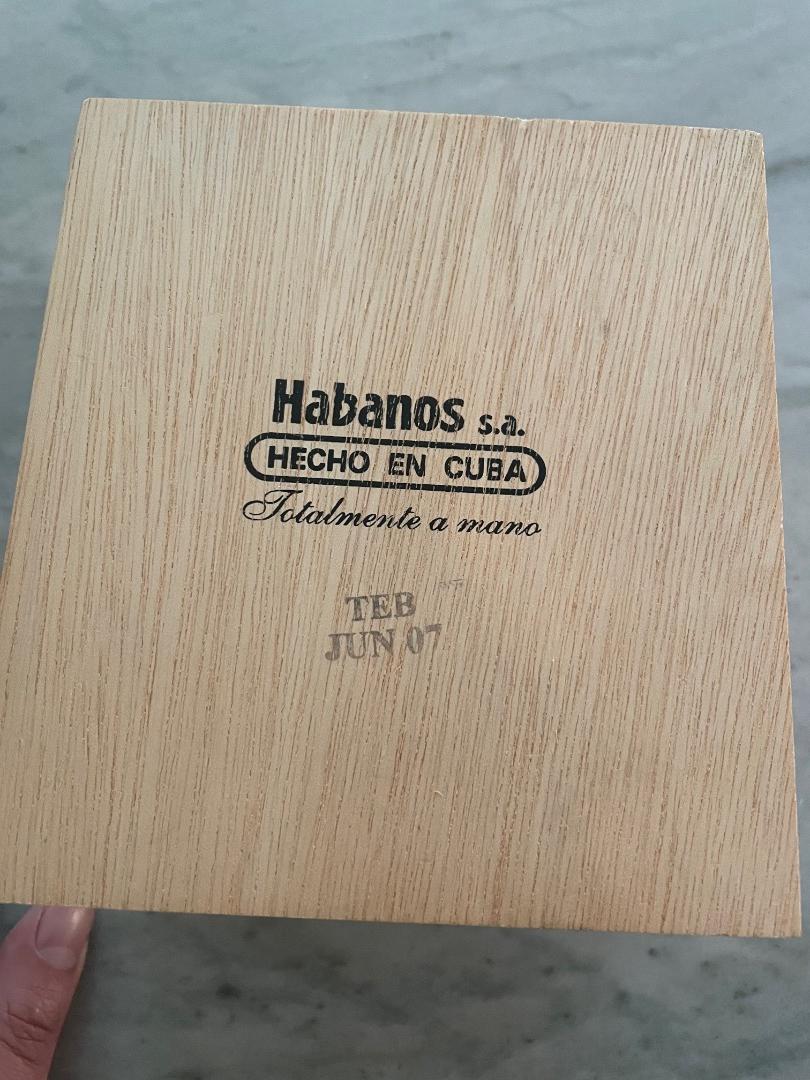 Habanos s.a.
HECHO EN CUBA
Totalmente a mano
TEB
JUN 07